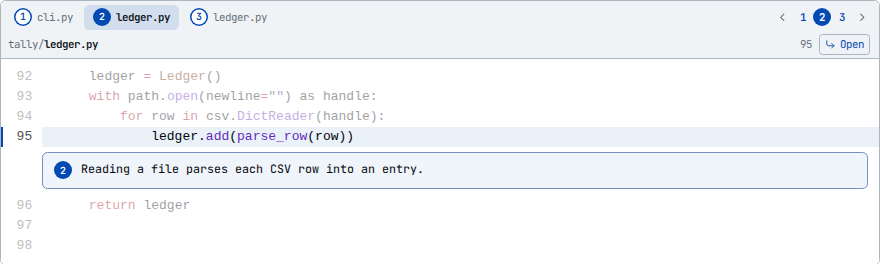 1 cli.py 2 ledger.py 3 ledger.py < 1 2 3 >
tally/ledger.py 95 Open
92 ledger = Ledger()
93 with path.open(newline="") as handle:
94 for row in csv.DictReader(handle):
95 ledger.add(parse_row(row))
2 Reading a file parses each CSV row into an entry.
96 return ledger
97
98